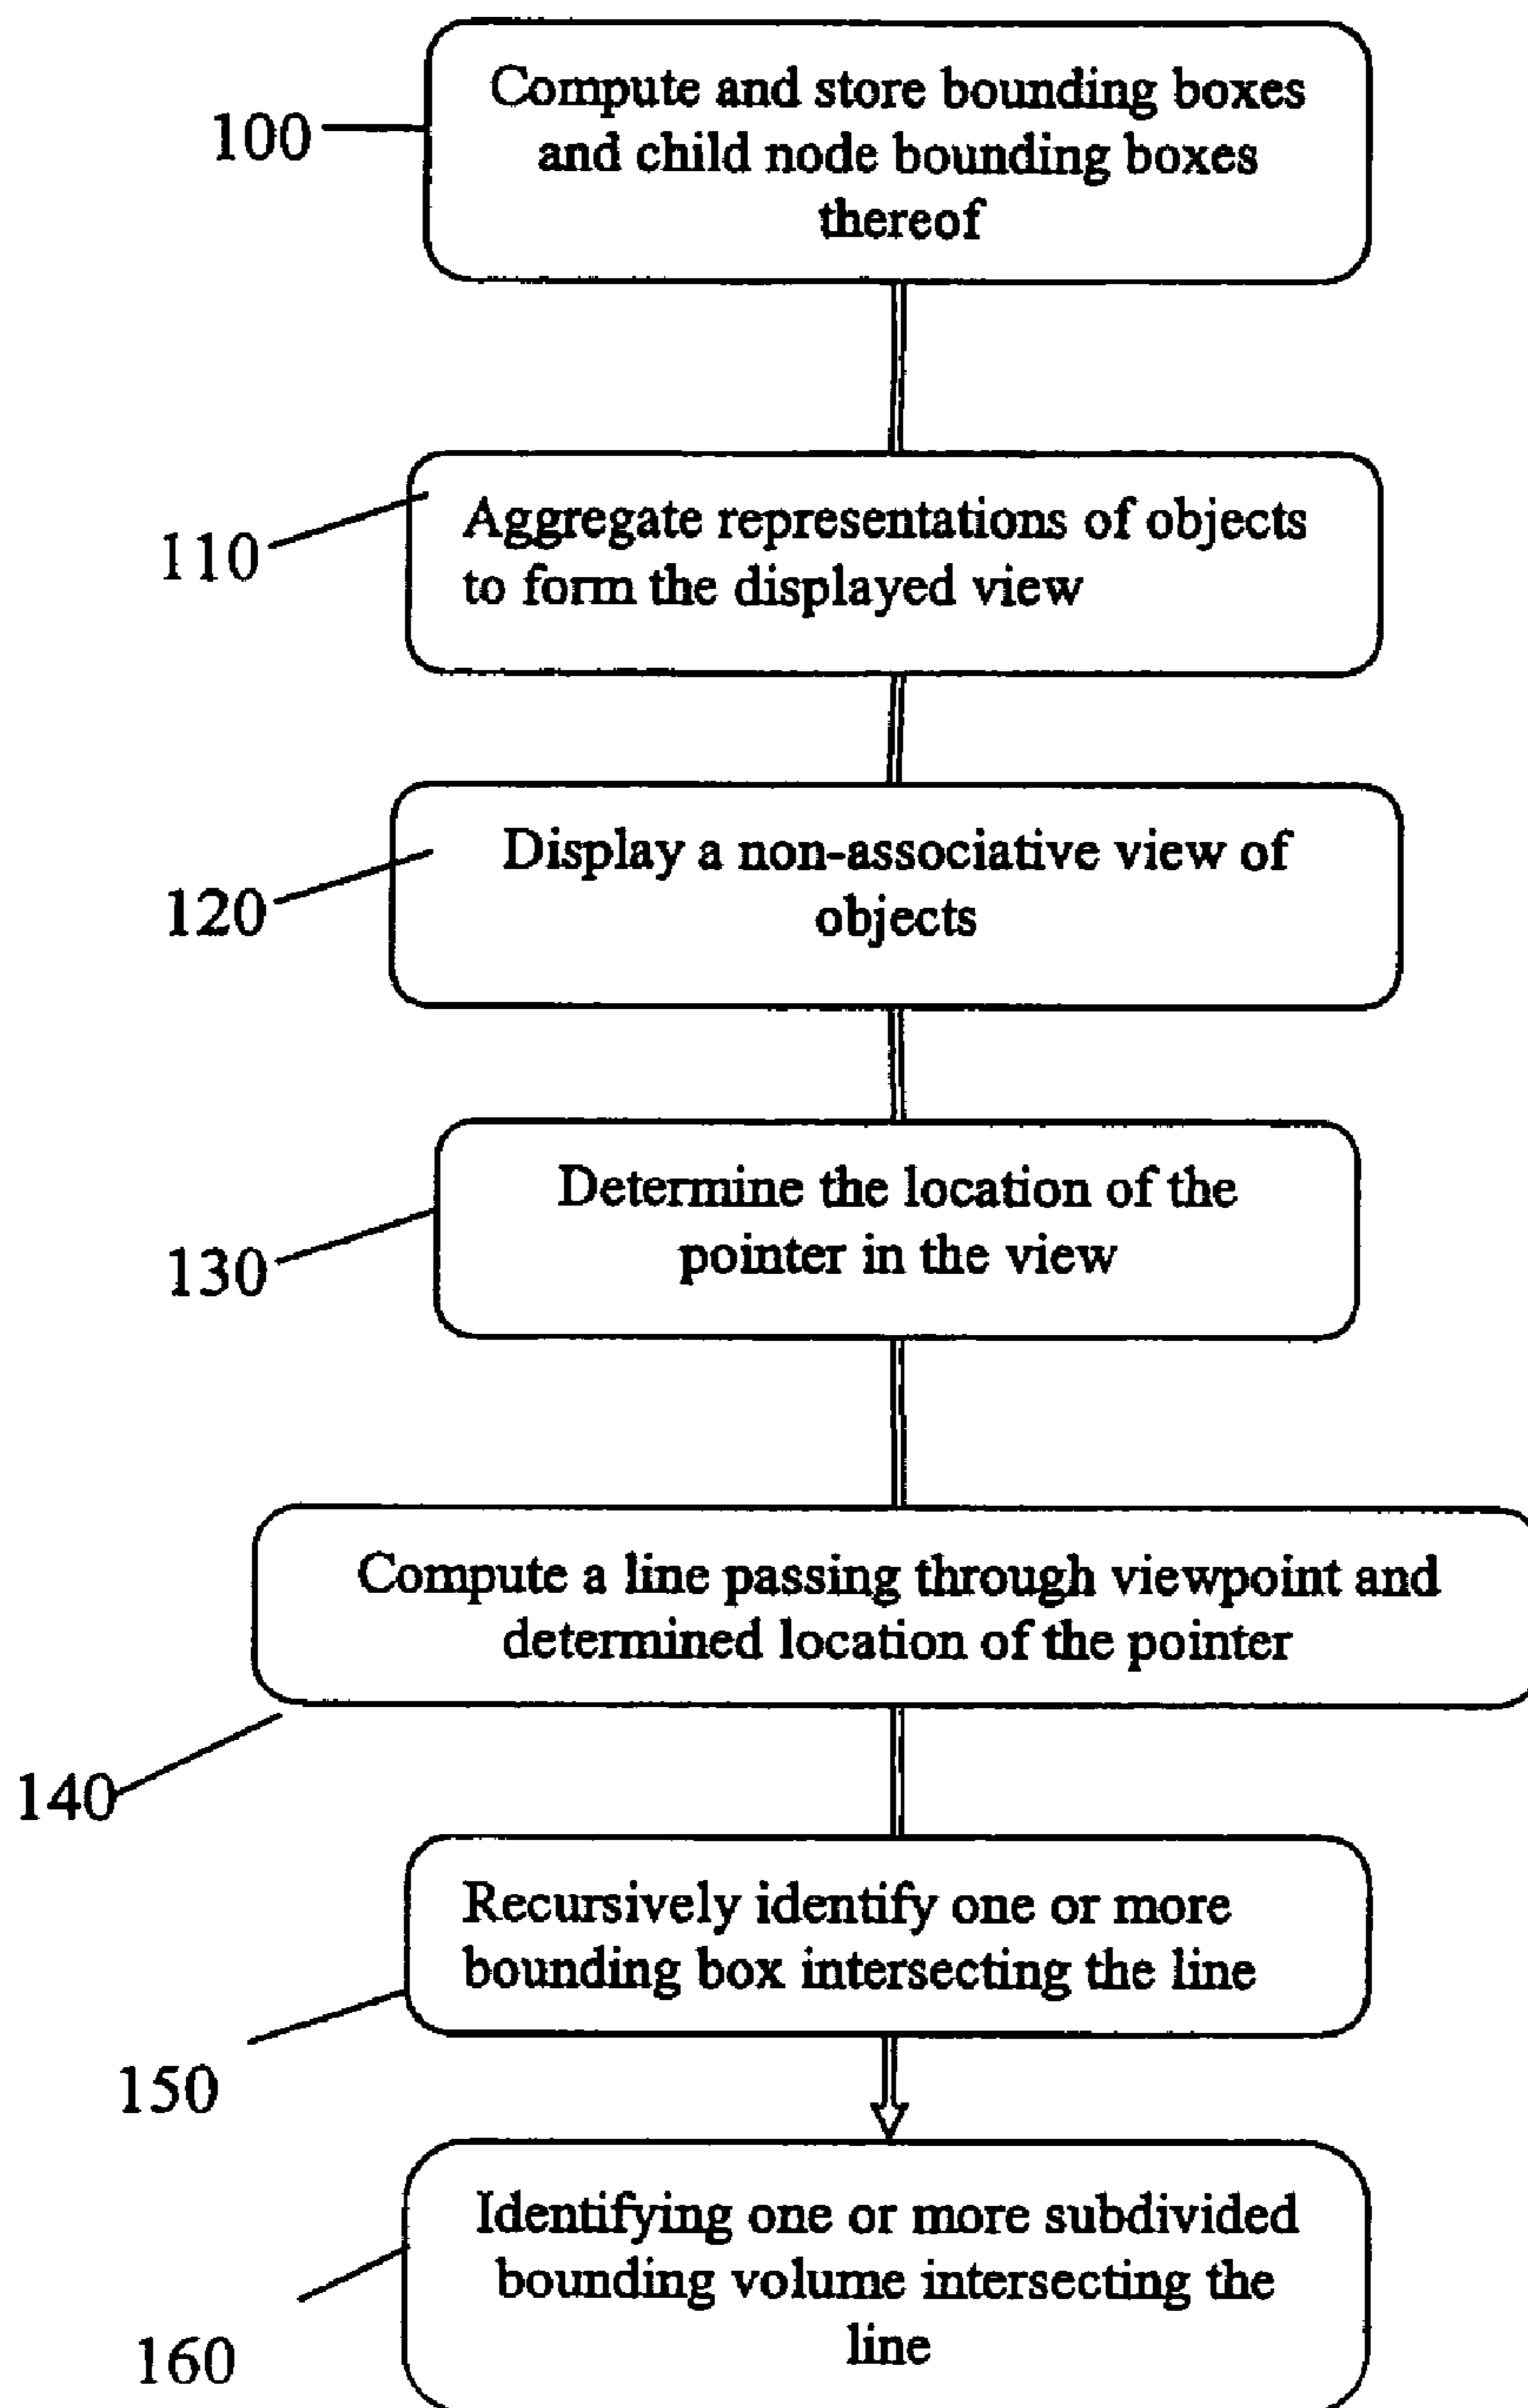 Compute and store bounding boxes
100
and child node bounding boxes
thereof
Aggregate representations of objects
110
to form the displayed view
Display a non-associative view of
120
objects
Determine the location of the
130
pointer in the view
Compute a line passing through viewpoint and
determined location of the pointer
140
Recursively identify one or more
bounding box intersecting the line
150
Identifying one or more subdivided
bounding volume intersecting the
line
160